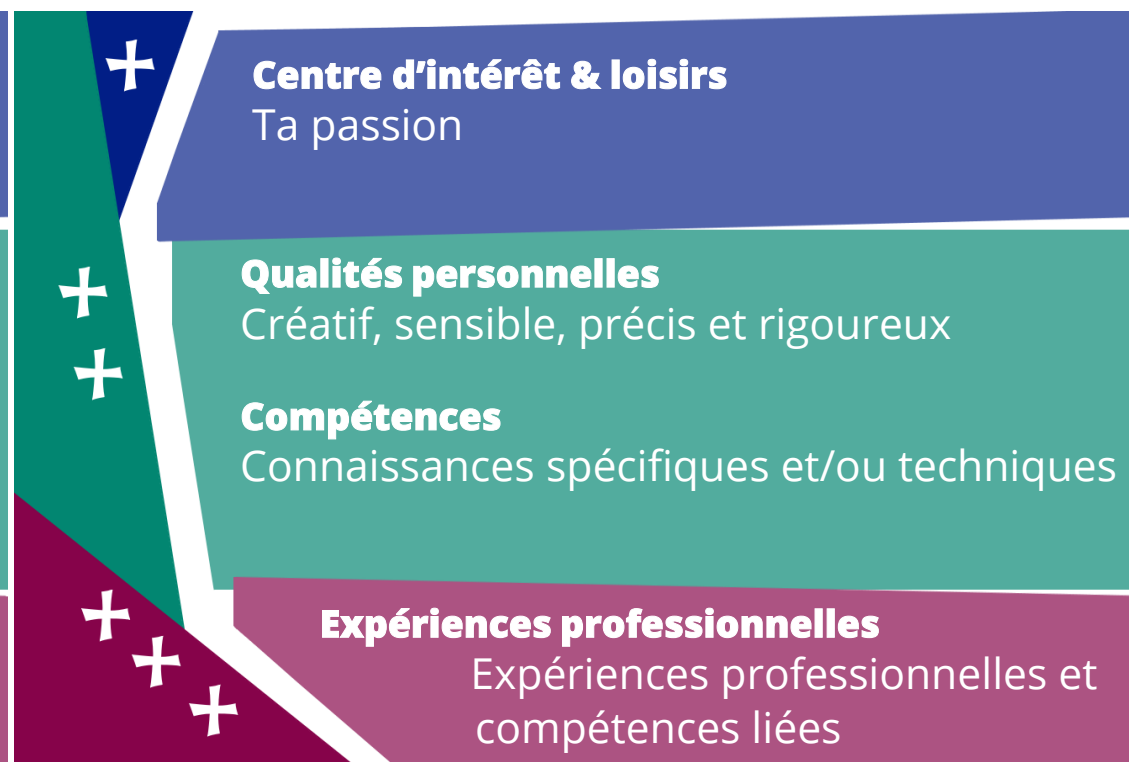 Centre d’intérêt & loisirs
Ta passion
Qualités personnelles
Créatif, sensible, précis et rigoureux
Compétences
Connaissances spécifiques et/ou techniques
Expériences professionnelles
Expériences professionnelles et
compétences liées